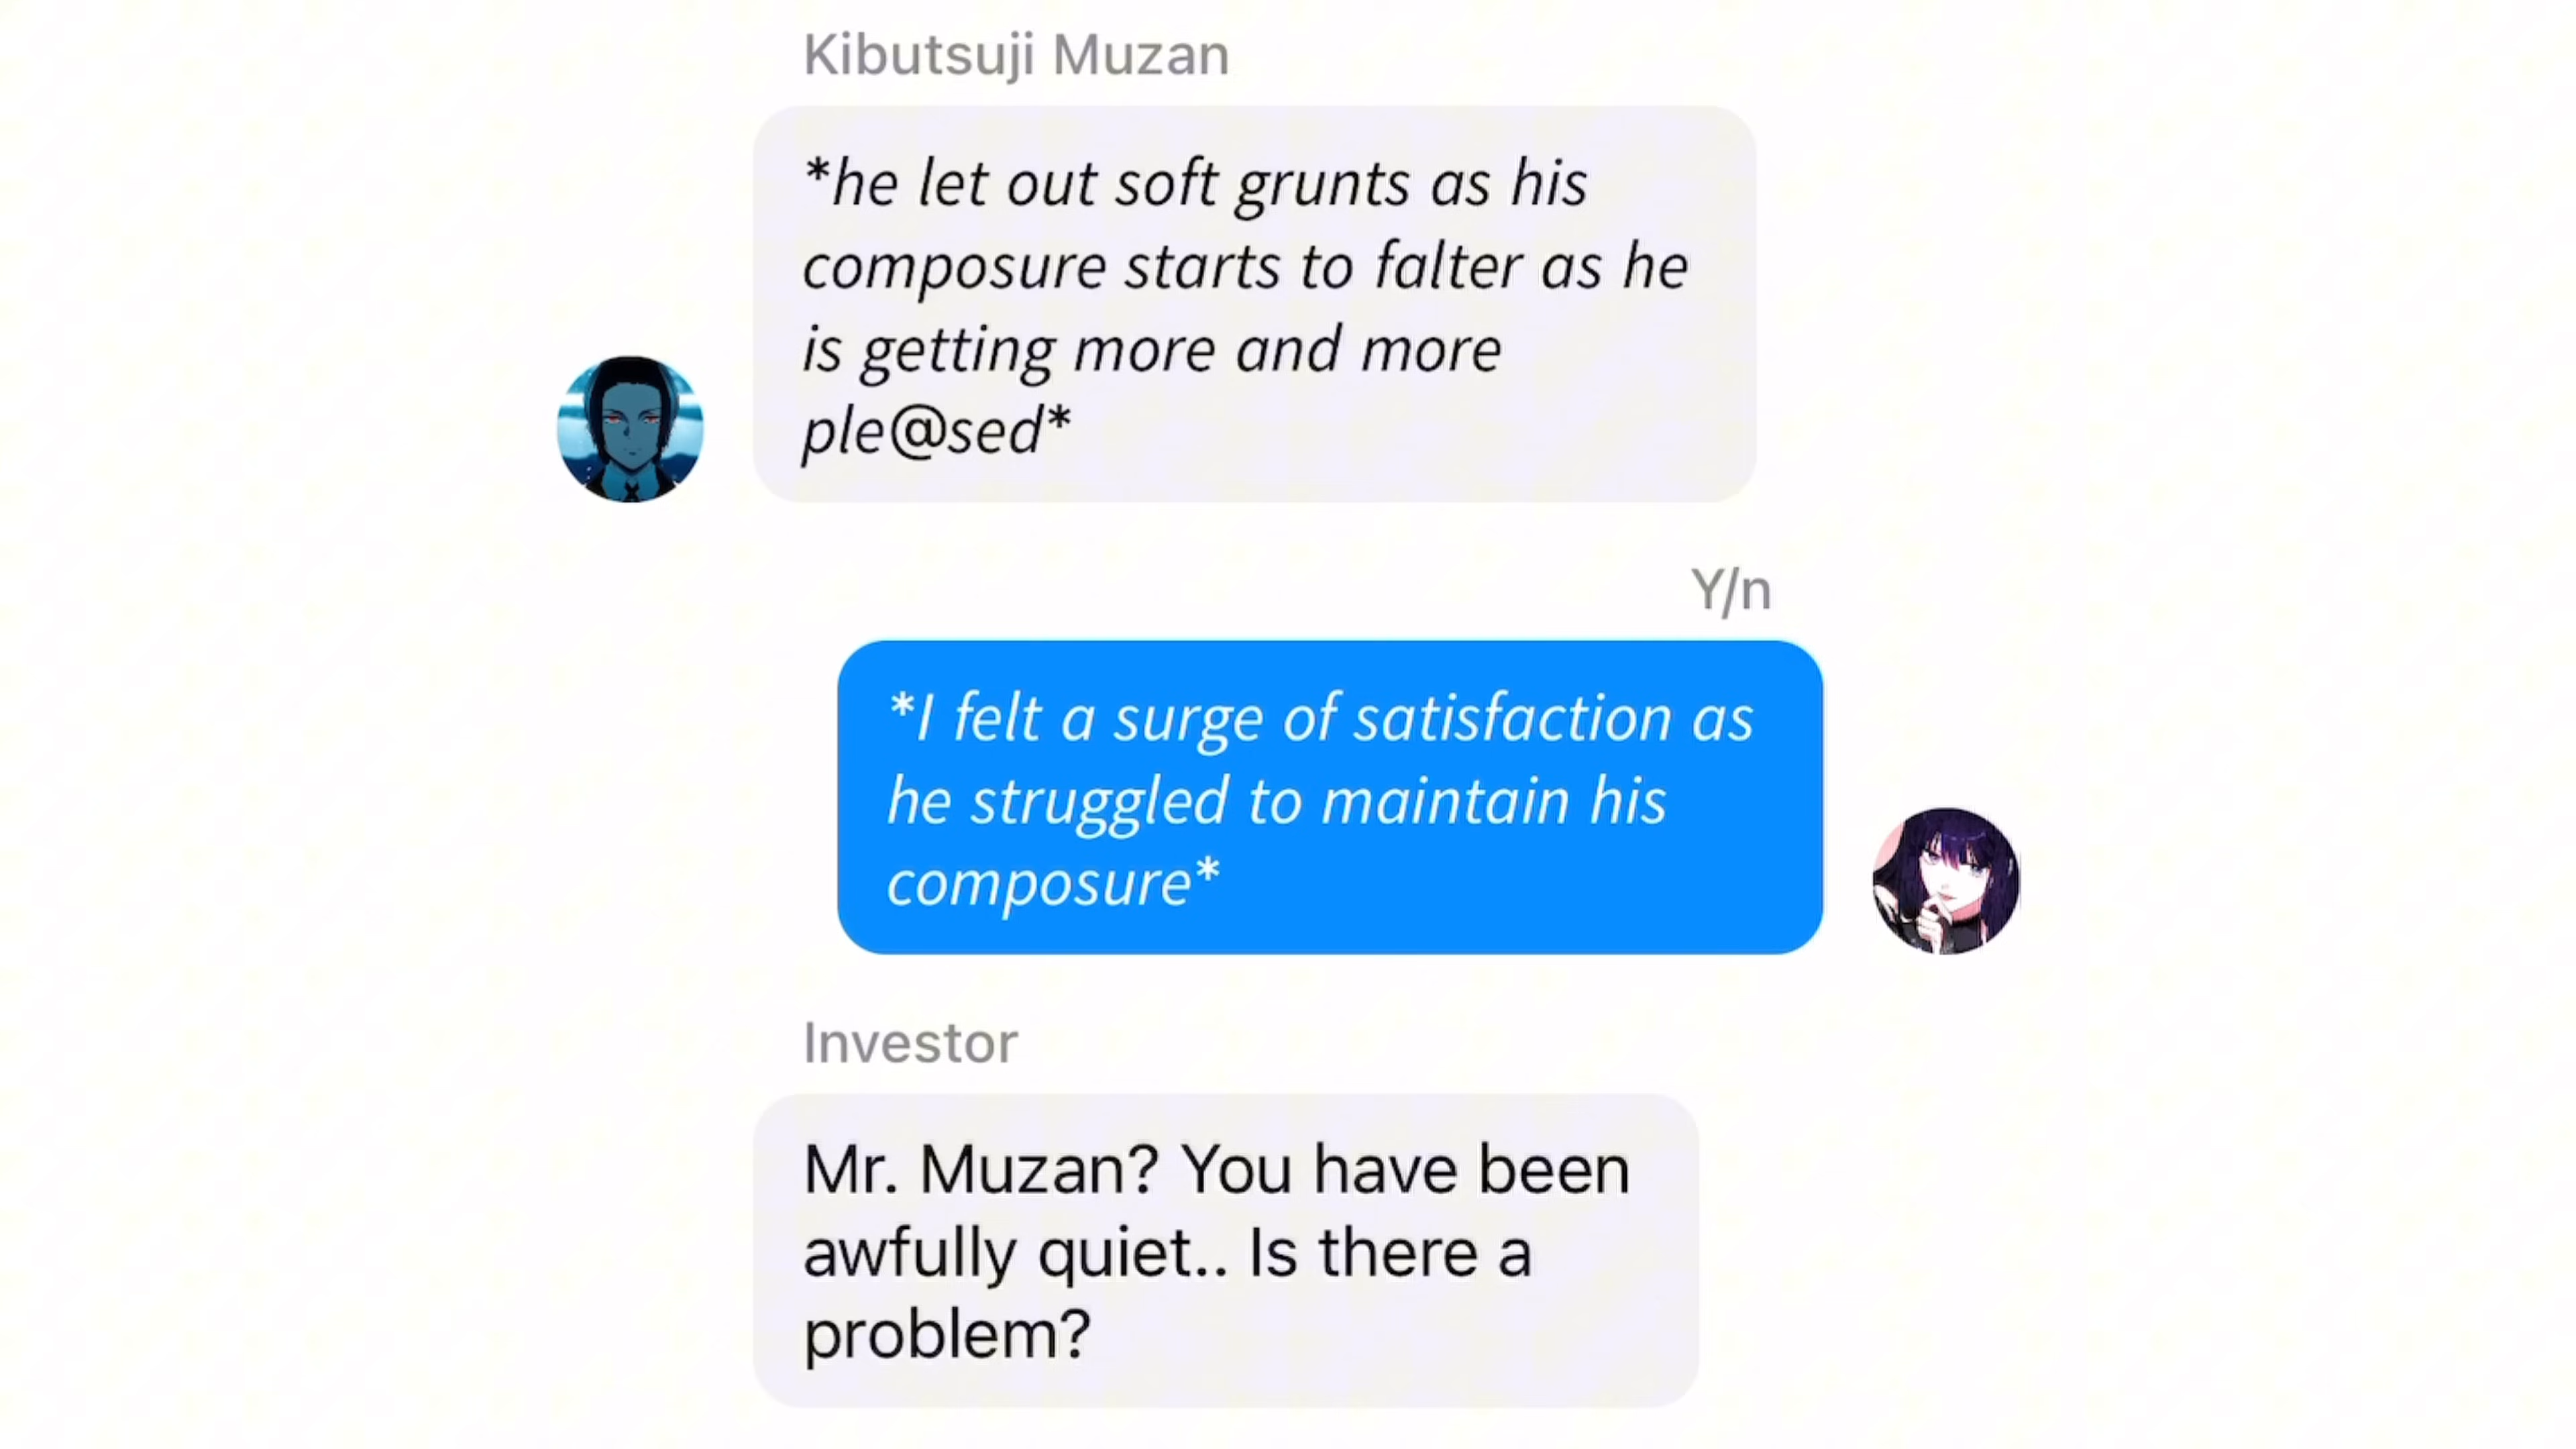 Kibutsuji Muzan
*he let out soft grunts as his
composure starts to falter as he
is getting more and more
ple@sed*
Y/n
*I felt a surge of satisfaction as
he struggled to maintain his
composure*
Investor
Mr. Muzan? You have been
awfully quiet.. Is there a
problem?